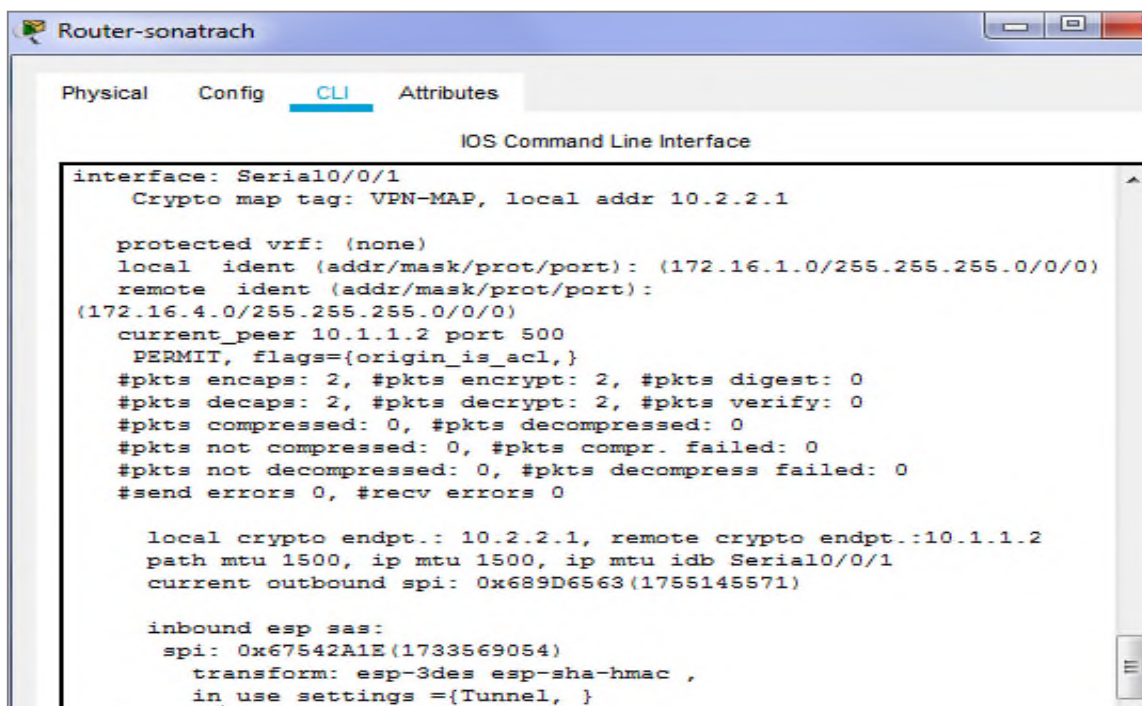 Router-sonatrach
Physical Config CLI Attributes
IOS Command Line Interface
interface: Serial0/0/1
Crypto map tag: VPN-MAP, local addr 10.2.2.1
protected vrf: (none)
local ident (addr/mask/prot/port): (172.16.1.0/255.255.255.0/0/0)
remote ident (addr/mask/prot/port):
(172.16.4.0/255.255.255.0/0/0)
current_peer 10.1.1.2 port 500
PERMIT, flags={origin_is_acl,}
#pkts encaps: 2, #pkts encrypt: 2, #pkts digest: 0
#pkts decaps: 2, #pkts decrypt: 2, #pkts verify: 0
#pkts compressed: 0, #pkts decompressed: 0
#pkts not compressed: 0, #pkts compr. failed: 0
#pkts not decompressed: 0, #pkts decompress failed: 0
#send errors 0, #recv errors 0
local crypto endpt.: 10.2.2.1, remote crypto endpt.:10.1.1.2
path mtu 1500, ip mtu 1500, ip mtu idb Serial0/0/1
current outbound spi: 0x689D6563(1755145571)
inbound esp sas:
spi: 0x67542A1E(1733569054)
transform: esp-3des esp-sha-hmac ,
in use settings ={Tunnel, }